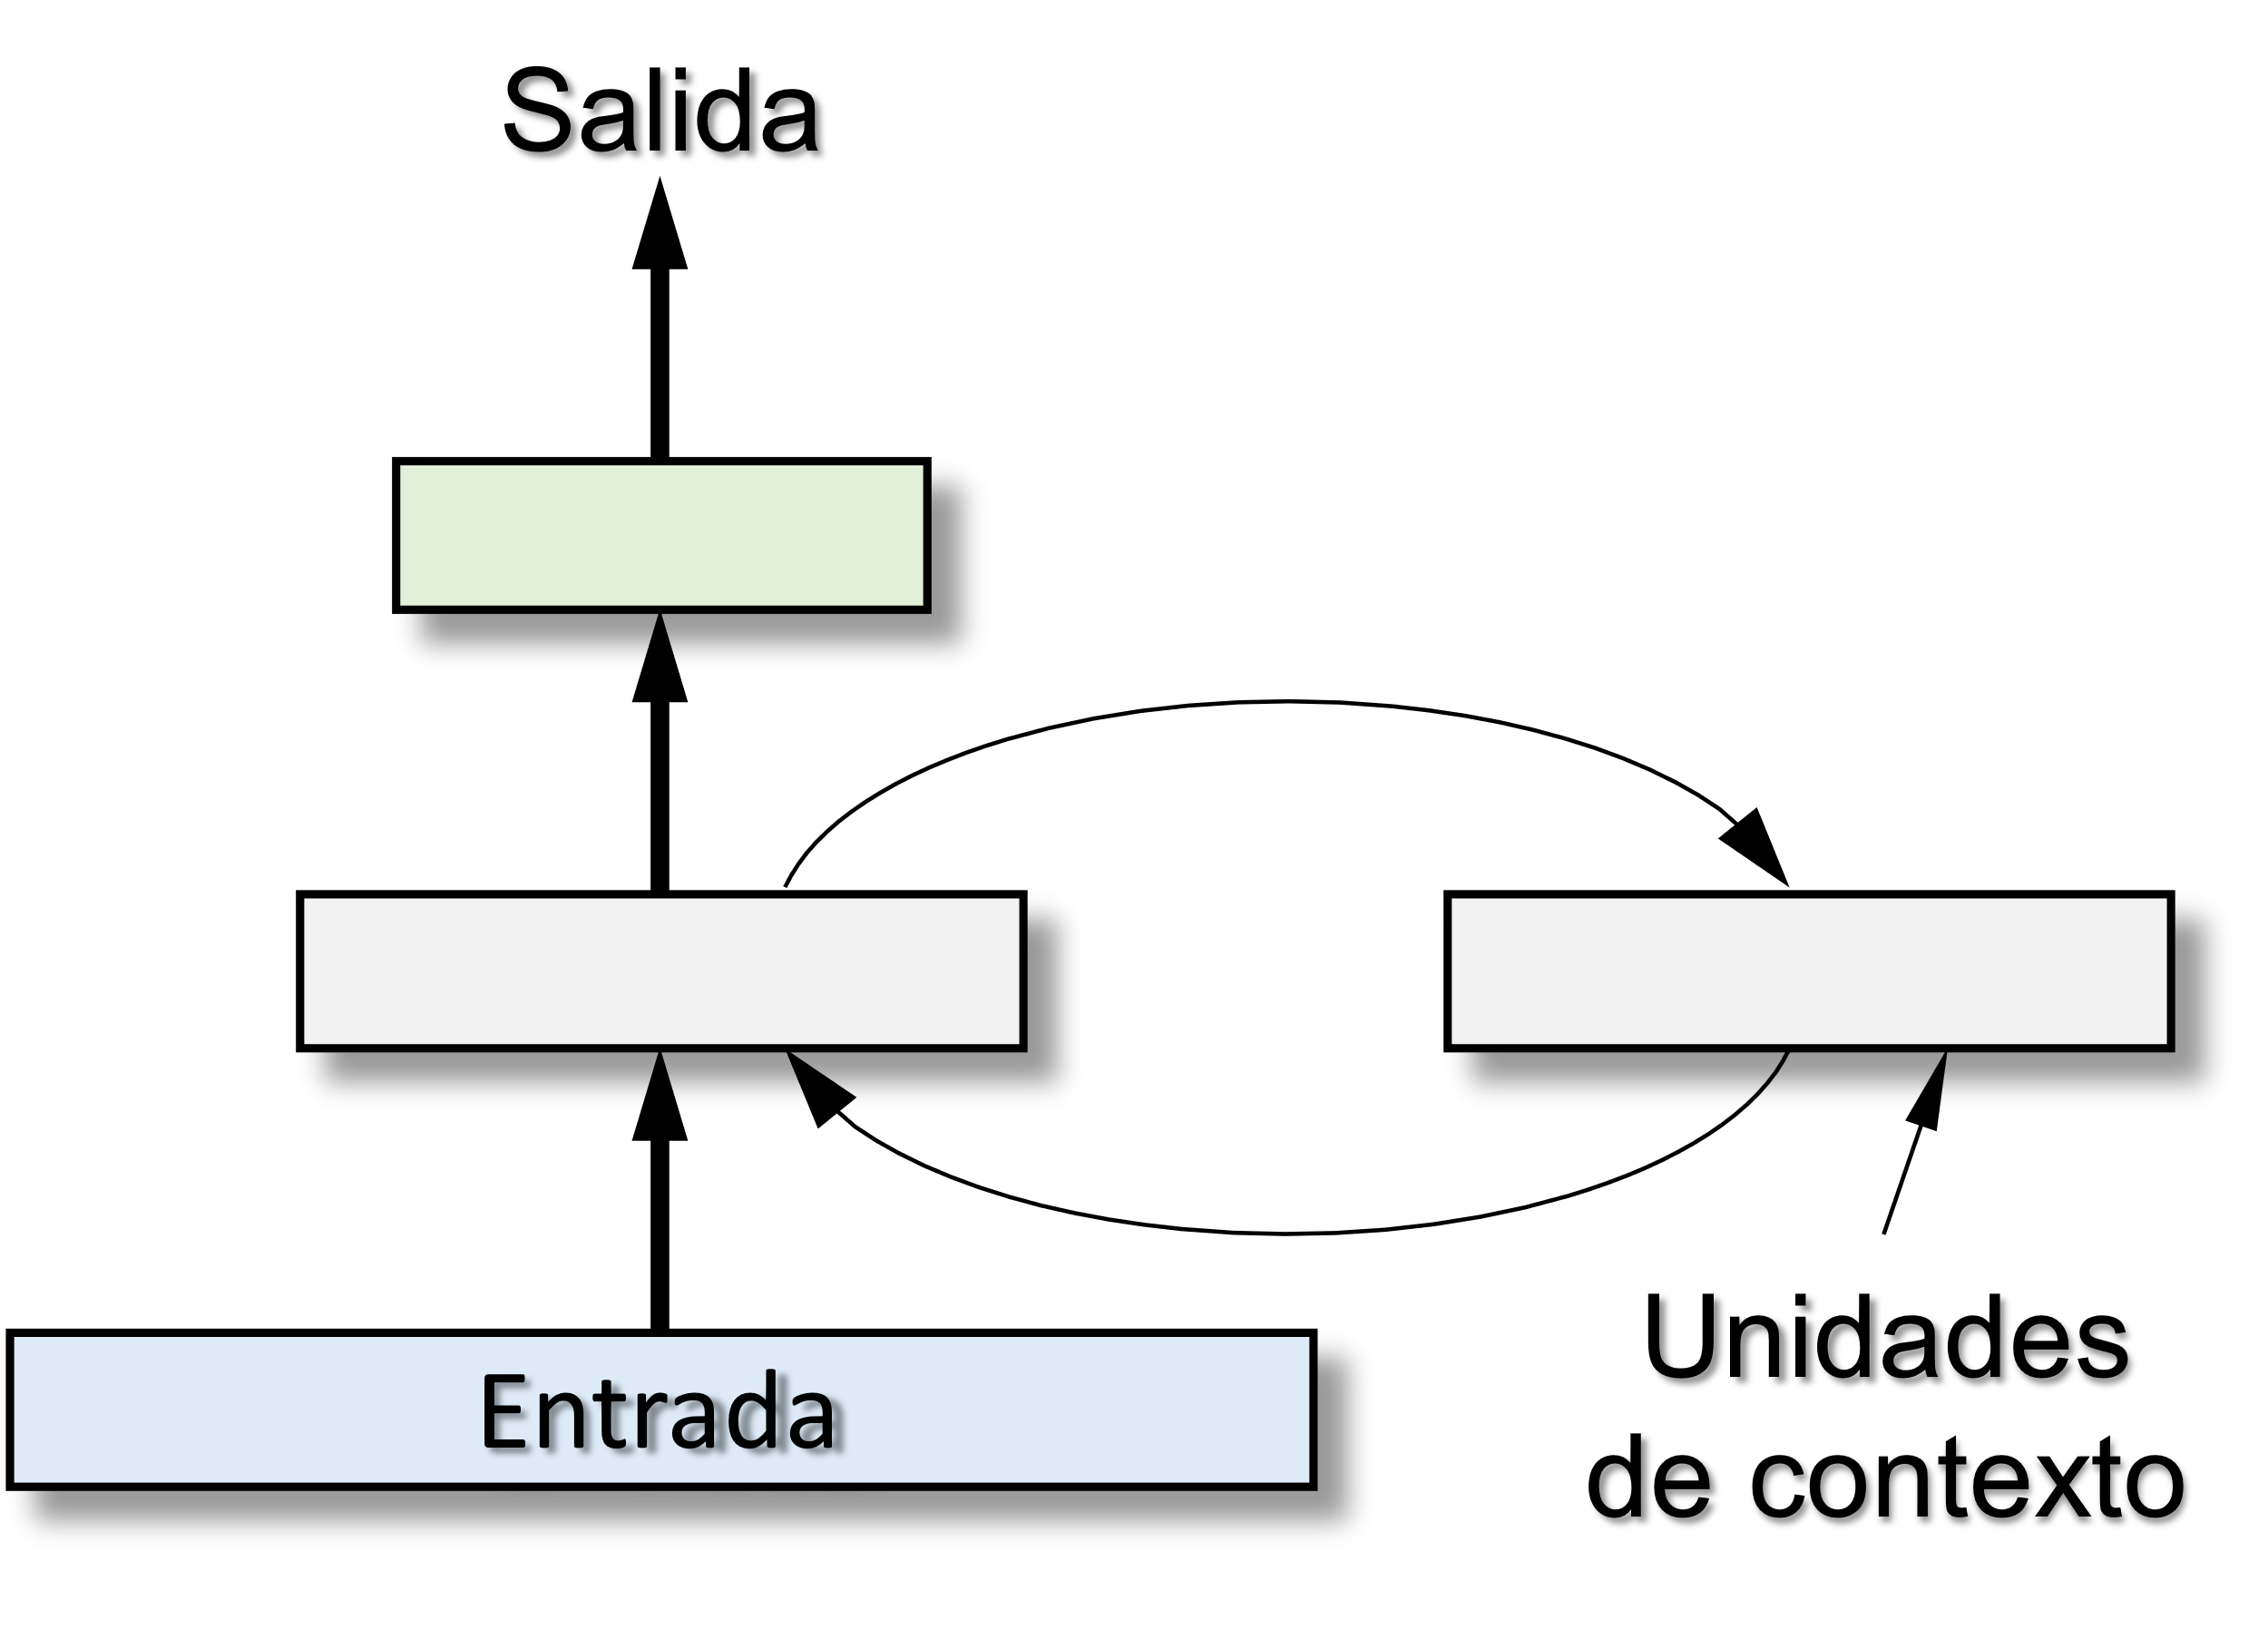 Salida
Entrada
Unidades
de contexto